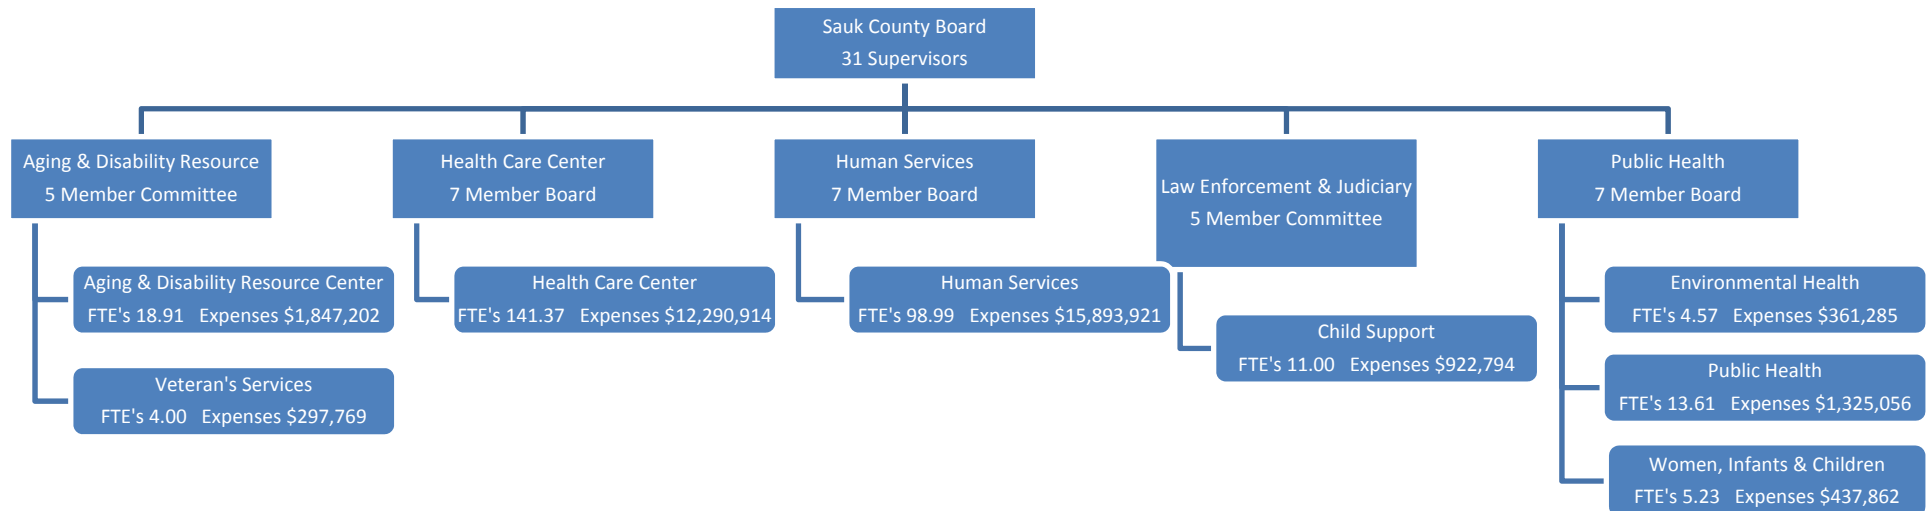 Sauk County Board
31 Supervisors
Aging & Disability Resource
5 Member Committee
Health Care Center
7 Member Board
Human Services
7 Member Board
Law Enforcement & Judiciary
5 Member Committee
Public Health
7 Member Board
Aging & Disability Resource Center
FTE's 18.91 Expenses $1,847,202
Veteran's Services
FTE's 4.00 Expenses $297,769
Health Care Center
FTE's 141.37 Expenses $12,290,914
Human Services
FTE's 98.99 Expenses $15,893,921
Child Support
FTE's 11.00 Expenses $922,794
Environmental Health
FTE's 4.57 Expenses $361,285
Public Health
FTE's 13.61 Expenses $1,325,056
Women, Infants & Children
FTE's 5.23 Expenses $437,862